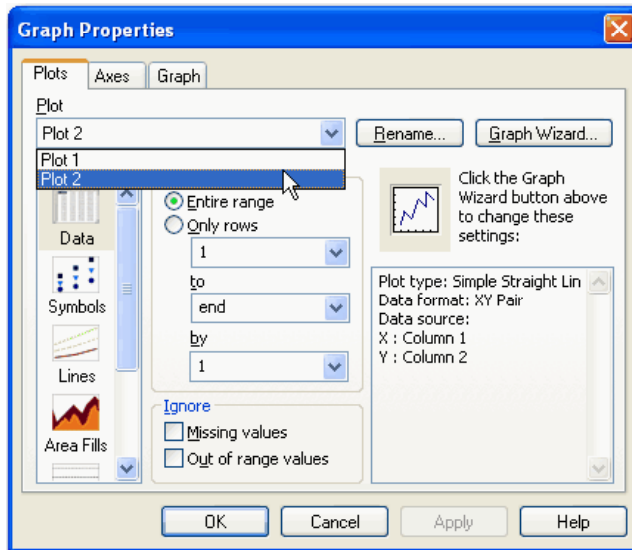 Graph Properties
Plots Axes Graph
Plot
Plot 2
Rename...
Graph Wizard...
Plot 1
Plot 2
Data
Symbols
Lines
Area Fills
Entire range
Only rows
1
to
end
by
1
Ignore
Missing values
Out of range values
Click the Graph
Wizard button above
to change these
settings:
Plot type: Simple Straight Lin
Data format: XY Pair
Data source:
X : Column 1
Y : Column 2
OK Cancel Apply Help